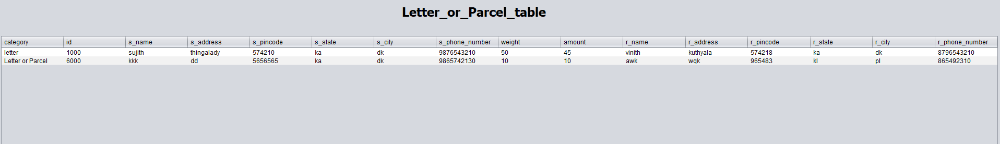 Letter_or_Parcel_table
category id s_name s_address s_pincode s_state s_city s_phone_number weight amount r_name r_address r_pincode r_state r_city r_phone_number
letter 1000 sujith thingalady 574210 ka dk 9876543210 50 45 vinith kuthyala 574218 ka dk 8796543210
Letter or Parcel 6000 kkk dd 5656565 ka dk 9865742130 10 10 awk wqk 965483 kl pl 865492310